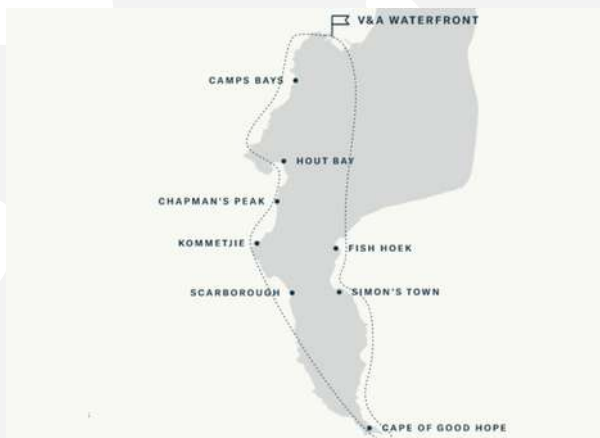 V&A WATERFRONT
CAMPS BAYS
HOUT BAY
CHAPMAN'S PEAK
KOMMETJIE
FISH HOEK
SCARBOROUGH
SIMON'S TOWN
CAPE OF GOOD HOPE